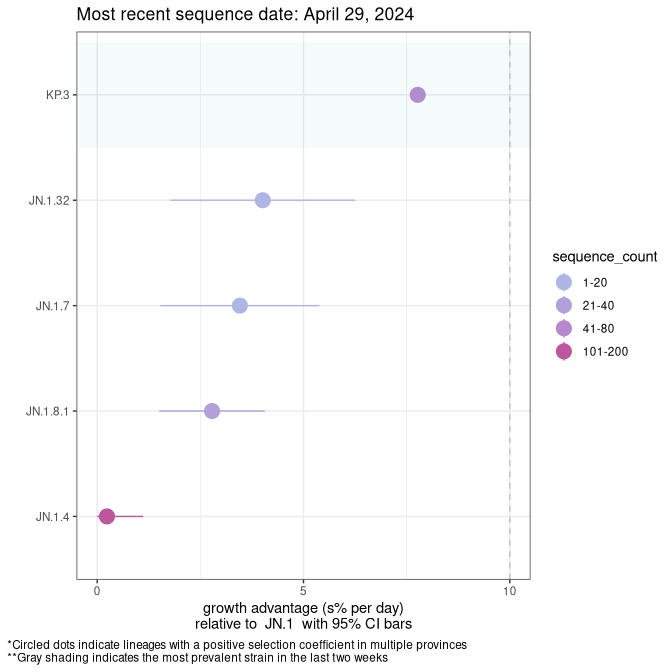 Most recent sequence date: April 29, 2024
KP.3
JN.1.32
JN.1.7
JN.1.8.1
JN.1.4
0
5
10
growth advantage (s% per day)
relative to  JN.1  with 95% CI bars
sequence_count
1-20
21-40
41-80
101-200
*Circled dots indicate lineages with a positive selection coefficient in multiple provinces
**Gray shading indicates the most prevalent strain in the last two weeks